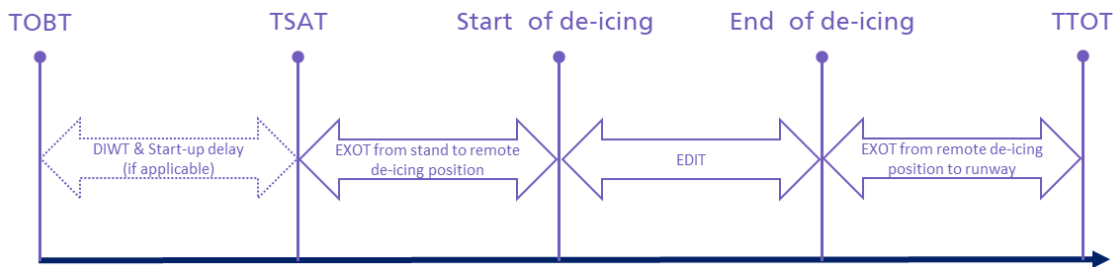 TOBT
TSAT
Start of de-icing
End of de-icing
TTOT
DIWT & Start-up delay
(if applicable)
EXOT from stand to remote
de-icing position
EDIT
EXOT from remote de-icing
position to runway